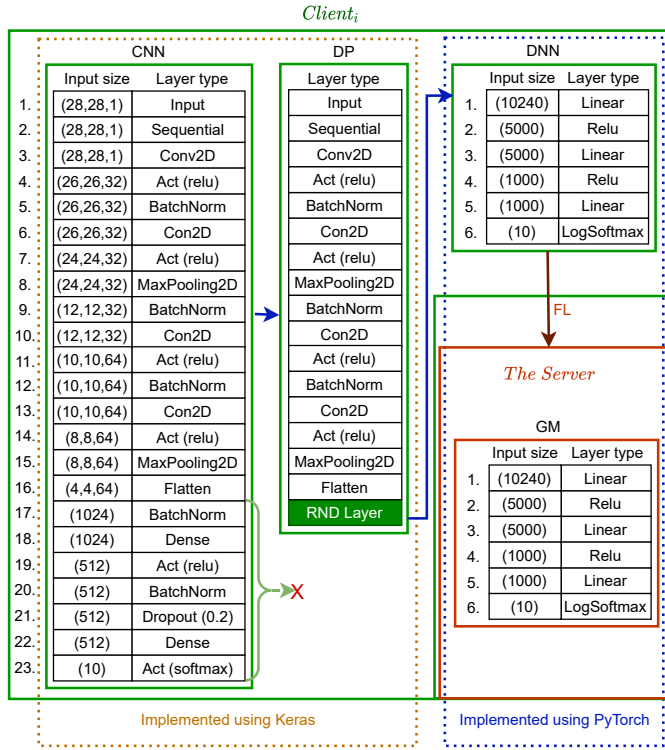 Client_i
CNN
Input size Layer type
1. (28,28,1) Input
2. (28,28,1) Sequential
3. (28,28,1) Conv2D
4. (26,26,32) Act (relu)
5. (26,26,32) BatchNorm
6. (26,26,32) Con2D
7. (24,24,32) Act (relu)
8. (24,24,32) MaxPooling2D
9. (12,12,32) BatchNorm
10. (12,12,32) Con2D
11. (10,10,64) Act (relu)
12. (10,10,64) BatchNorm
13. (10,10,64) Con2D
14. (8,8,64) Act (relu)
15. (8,8,64) MaxPooling2D
16. (4,4,64) Flatten
17. (1024) BatchNorm
18. (1024) Dense
19. (512) Act (relu)
20. (512) BatchNorm
21. (512) Dropout (0.2)
22. (512) Dense
23. (10) Act (softmax)
DP
Layer type
Input
Sequential
Conv2D
Act (relu)
BatchNorm
Con2D
Act (relu)
MaxPooling2D
BatchNorm
Con2D
Act (relu)
BatchNorm
Con2D
Act (relu)
MaxPooling2D
Flatten
RND Layer
X
Implemented using Keras
DNN
Input size Layer type
1. (10240) Linear
2. (5000) Relu
3. (5000) Linear
4. (1000) Relu
5. (1000) Linear
6. (10) LogSoftmax
FL
The Server
GM
Input size Layer type
1. (10240) Linear
2. (5000) Relu
3. (5000) Linear
4. (1000) Relu
5. (1000) Linear
6. (10) LogSoftmax
Implemented using PyTorch